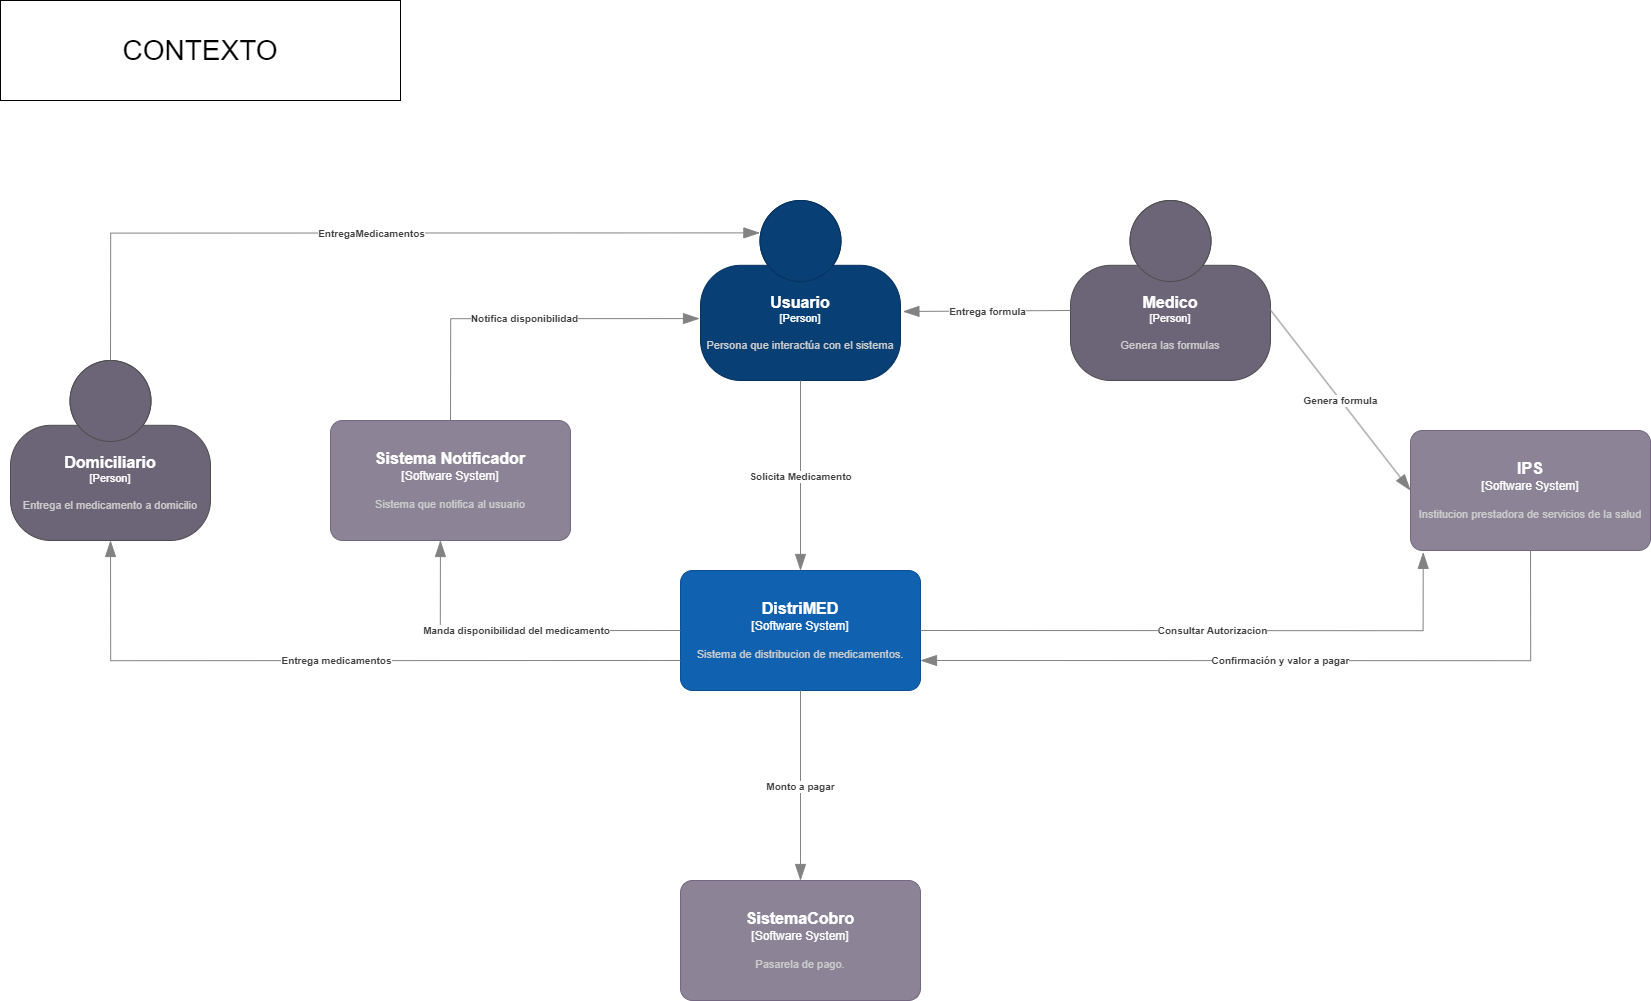 CONTEXTO
EntregaMedicamentos
Usuario
[Person]
Persona que interactúa con el sistema
Medico
[Person]
Genera las formulas
Entrega formula
Notifica disponibilidad
Genera formula
Domiciliario
[Person]
Entrega el medicamento a domicilio
Sistema Notificador
[Software System]
Sistema que notifica al usuario
Solicita Medicamento
IPS
[Software System]
Institucion prestadora de servicios de la salud
DistriMED
[Software System]
Sistema de distribucion de medicamentos.
Manda disponibilidad del medicamento
Consultar Autorizacion
Entrega medicamentos
Confirmación y valor a pagar
Monto a pagar
SistemaCobro
[Software System]
Pasarela de pago.